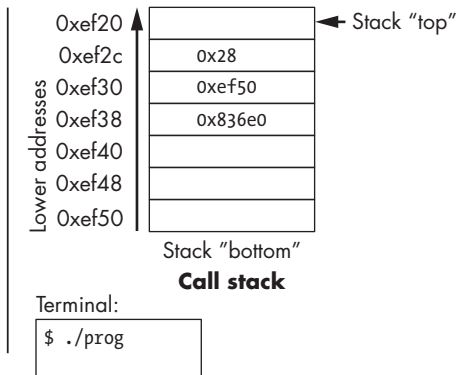 0xef20
Stack "top"
0xef2c 0x28
0xef30 0xef50
0xef38 0x836e0
0xef40
0xef48
0xef50
Lower addresses
Stack "bottom"
Call stack
Terminal:
$ ./prog